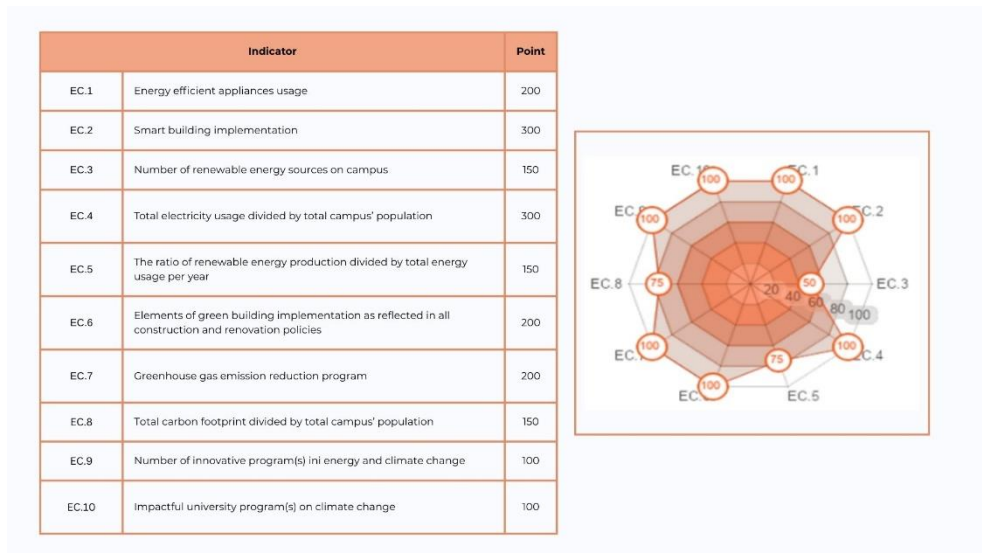 Indicator Point
EC.1 Energy efficient appliances usage 200
EC.2 Smart building implementation 300
EC.3 Number of renewable energy sources on campus 150
EC.4 Total electricity usage divided by total campus' population 300
EC.5 The ratio of renewable energy production divided by total energy
usage per year 150
EC.6 Elements of green building implementation as reflected in all
construction and renovation policies 200
EC.7 Greenhouse gas emission reduction program 200
EC.8 Total carbon footprint divided by total campus' population 150
EC.9 Number of innovative program(s) ini energy and climate change 100
EC.10 Impactful university program(s) on climate change 100
100 100
100 100
EC.8 75 50 EC.3
20 40 60 80 100
100 100
100 75
EC.5